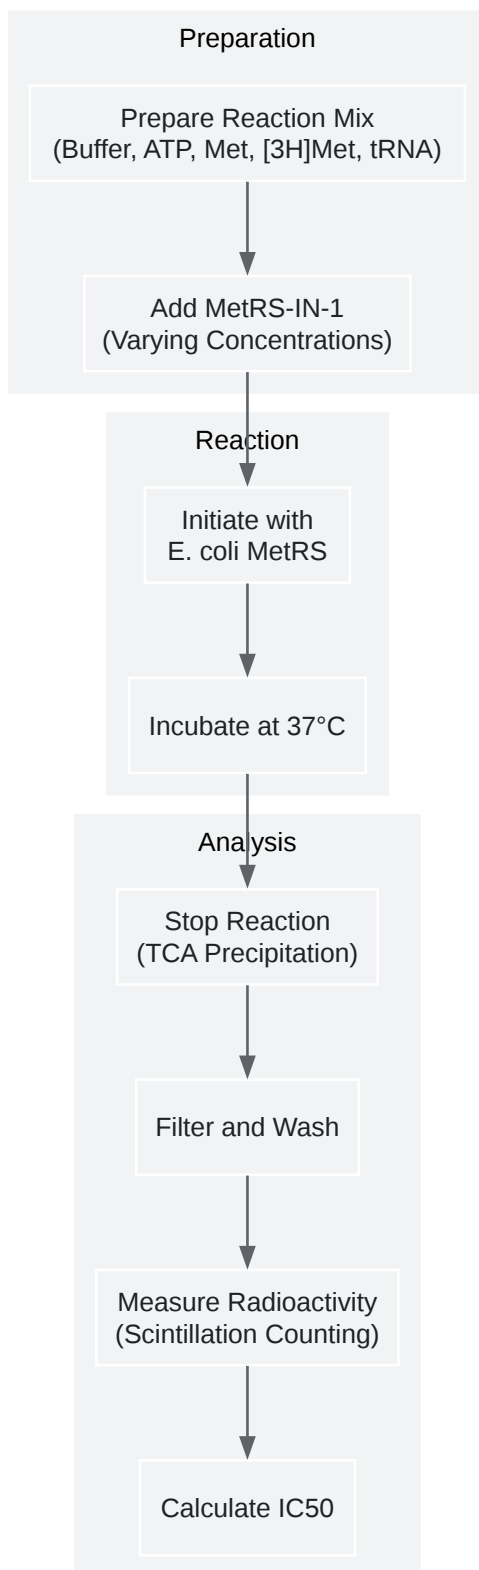 Preparation
Prepare Reaction Mix
(Buffer, ATP, Met, [3H]Met, tRNA)
Add MetRS-IN-1
(Varying Concentrations)
Reaction
Initiate with
E. coli MetRS
Incubate at 37°C
Analysis
Stop Reaction
(TCA Precipitation)
Filter and Wash
Measure Radioactivity
(Scintillation Counting)
Calculate IC50